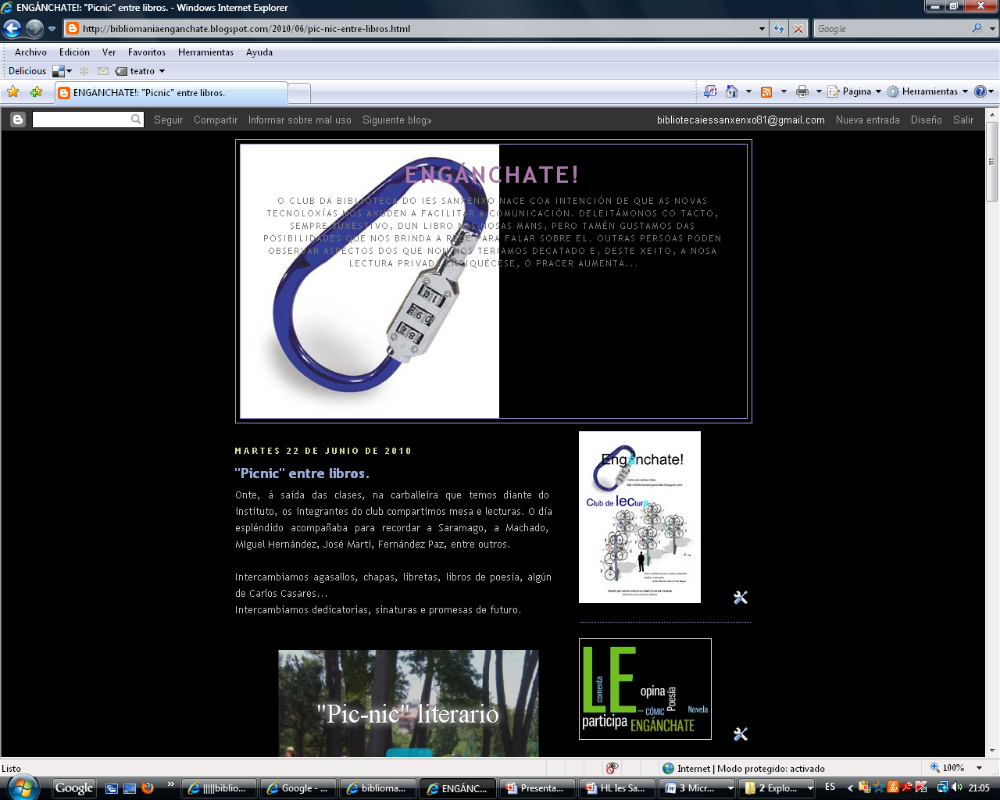 ENGÁNCHATE!: "Picnic" entre libros. - Windows Internet Explorer
http://bibliomaniaenganchate.blogspot.com/2010/06/pic-nic-entre-libros.html
Google
Archivo Edición Ver Favoritos Herramientas Ayuda
Delicious teatro
ENGÁNCHATE!: "Picnic" entre libros.
Página Herramientas
Seguir Compartir Informar sobre mal uso Siguiente blog»
bibliotecaiessanxenxo81@gmail.com Nueva entrada Diseño Salir
ENGÁNCHATE!
O CLUB DA BIBLIOTECA DO IES SANXENXO NACE COA INTENCIÓN DE QUE AS NOVAS
TECNOLOXÍAS NOS AXUDEN A FACILITAR A COMUNICACIÓN. DELEITÁMONOS CO TACTO,
SEMPRE SUXESTIVO, DUN LIBRO NAS NOSAS MANS, PERO TAMÉN GUSTAMOS DAS
POSIBILIDADES QUE NOS BRINDA A REDE PARA FALAR SOBRE EL. OUTRAS PERSOAS PODEN
OBSERVAR ASPECTOS DOS QUE NON NOS TERIAMOS DECATADO E, DESTE XEITO, A NOSA
LECTURA PRIVADA ENRIQUÉCESE, O PRACER AUMENTA...
MARTES 22 DE JUNIO DE 2010
"Picnic" entre libros.
Onte, á saída das clases, na carballeira que temos diante do
instituto, os integrantes do club compartimos mesa e lecturas. O día
espléndido acompañaba para recordar a Saramago, a Machado,
Miguel Hernández, José Martí, Fernández Paz, entre outros.
Intercambiamos agasallos, chapas, libretas, libros de poesía, algún
de Carlos Casares...
Intercambiamos dedicatorias, sinaturas e promesas de futuro.
"Pic-nic" literario
Engánchate!
http://bibliomaniaenganchate.blogspot.com/
Club de lectura
LE
comenta
opina
Poesía
CÓMIC
Novela
participa
ENGÁNCHATE
Listo
Internet | Modo protegido: activado
100%
Google
»
|||||biblio...
Google - ...
biblioma...
ENGÁNC...
Presenta...
HL Ies Sa...
3 Micr...
2 Explo...
ES
21:05